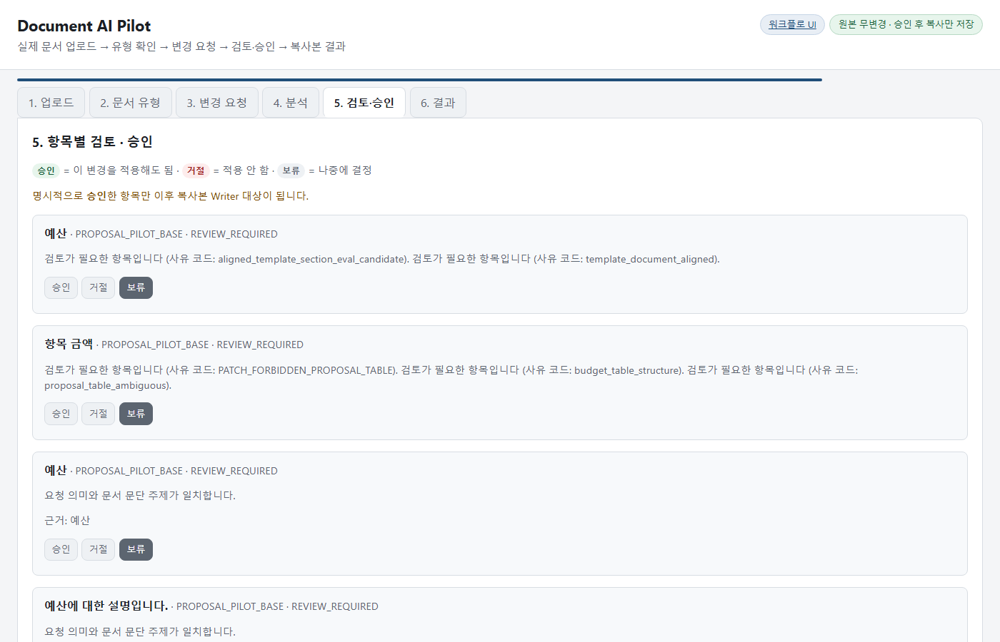 Document AI Pilot
실제 문서 업로드 → 유형 확인 → 변경 요청 → 검토·승인 → 복사본 결과
워크플로 UI
원본 무변경 · 승인 후 복사만 저장
1. 업로드
2. 문서 유형
3. 변경 요청
4. 분석
5. 검토·승인
6. 결과
5. 항목별 검토 · 승인
승인 = 이 변경을 적용해도 됨 · 거절 = 적용 안 함 · 보류 = 나중에 결정
명시적으로 승인한 항목만 이후 복사본 Writer 대상이 됩니다.
예산 · PROPOSAL_PILOT_BASE · REVIEW_REQUIRED
검토가 필요한 항목입니다 (사유 코드: aligned_template_section_eval_candidate). 검토가 필요한 항목입니다 (사유 코드: template_document_aligned).
승인 거절 보류
항목 금액 · PROPOSAL_PILOT_BASE · REVIEW_REQUIRED
검토가 필요한 항목입니다 (사유 코드: PATCH_FORBIDDEN_PROPOSAL_TABLE). 검토가 필요한 항목입니다 (사유 코드: budget_table_structure). 검토가 필요한 항목입니다 (사유 코드:
proposal_table_ambiguous).
승인 거절 보류
예산 · PROPOSAL_PILOT_BASE · REVIEW_REQUIRED
요청 의미와 문서 문단 주제가 일치합니다.
근거: 예산
승인 거절 보류
예산에 대한 설명입니다. · PROPOSAL_PILOT_BASE · REVIEW_REQUIRED
요청 의미와 문서 문단 주제가 일치합니다.